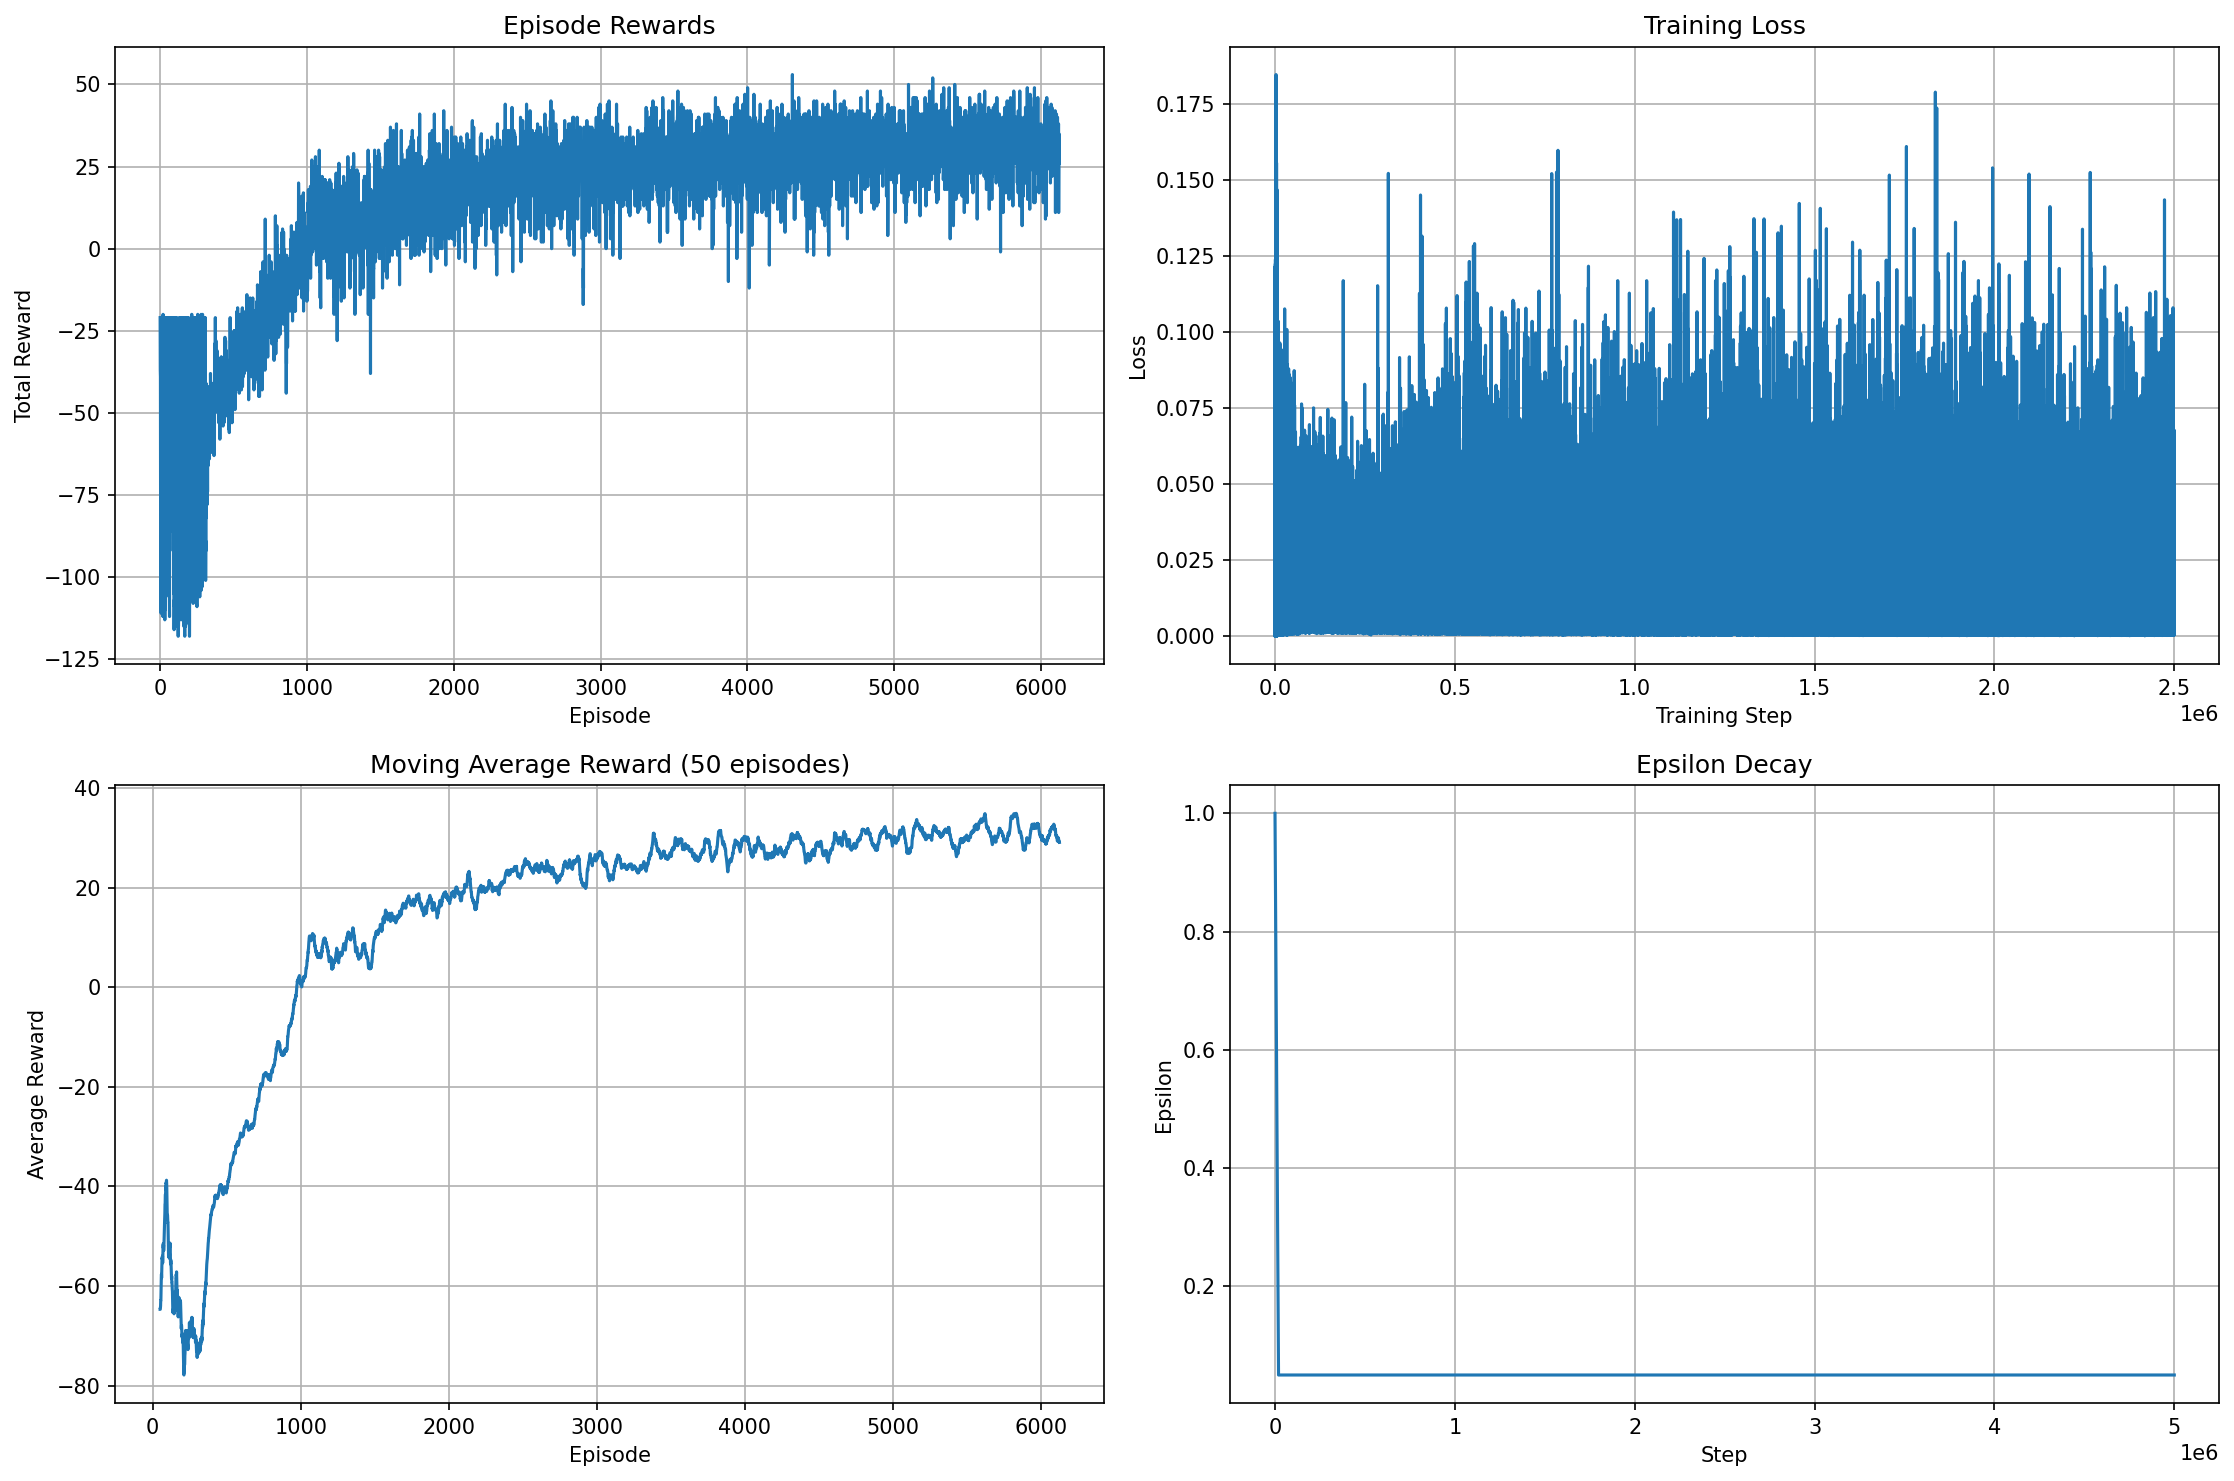 Episode Rewards
Total Reward
50
25
0
−25
−50
−75
−100
−125
0 1000 2000 3000 4000 5000 6000
Episode
Training Loss
Loss
0.175
0.150
0.125
0.100
0.075
0.050
0.025
0.000
0.0 0.5 1.0 1.5 2.0 2.5
1e6
Training Step
Moving Average Reward (50 episodes)
Average Reward
40
20
0
−20
−40
−60
−80
0 1000 2000 3000 4000 5000 6000
Episode
Epsilon Decay
Epsilon
1.0
0.8
0.6
0.4
0.2
0 1 2 3 4 5
1e6
Step